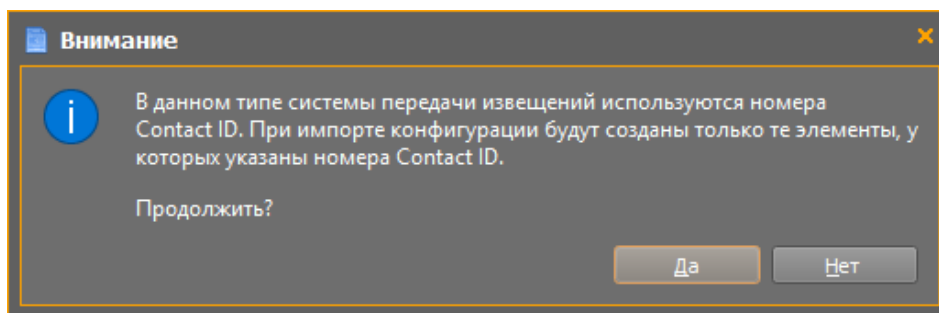 Внимание
В данном типе системы передачи извещений используются номера
Contact ID. При импорте конфигурации будут созданы только те элементы, у
которых указаны номера Contact ID.
Продолжить?
Да
Нет